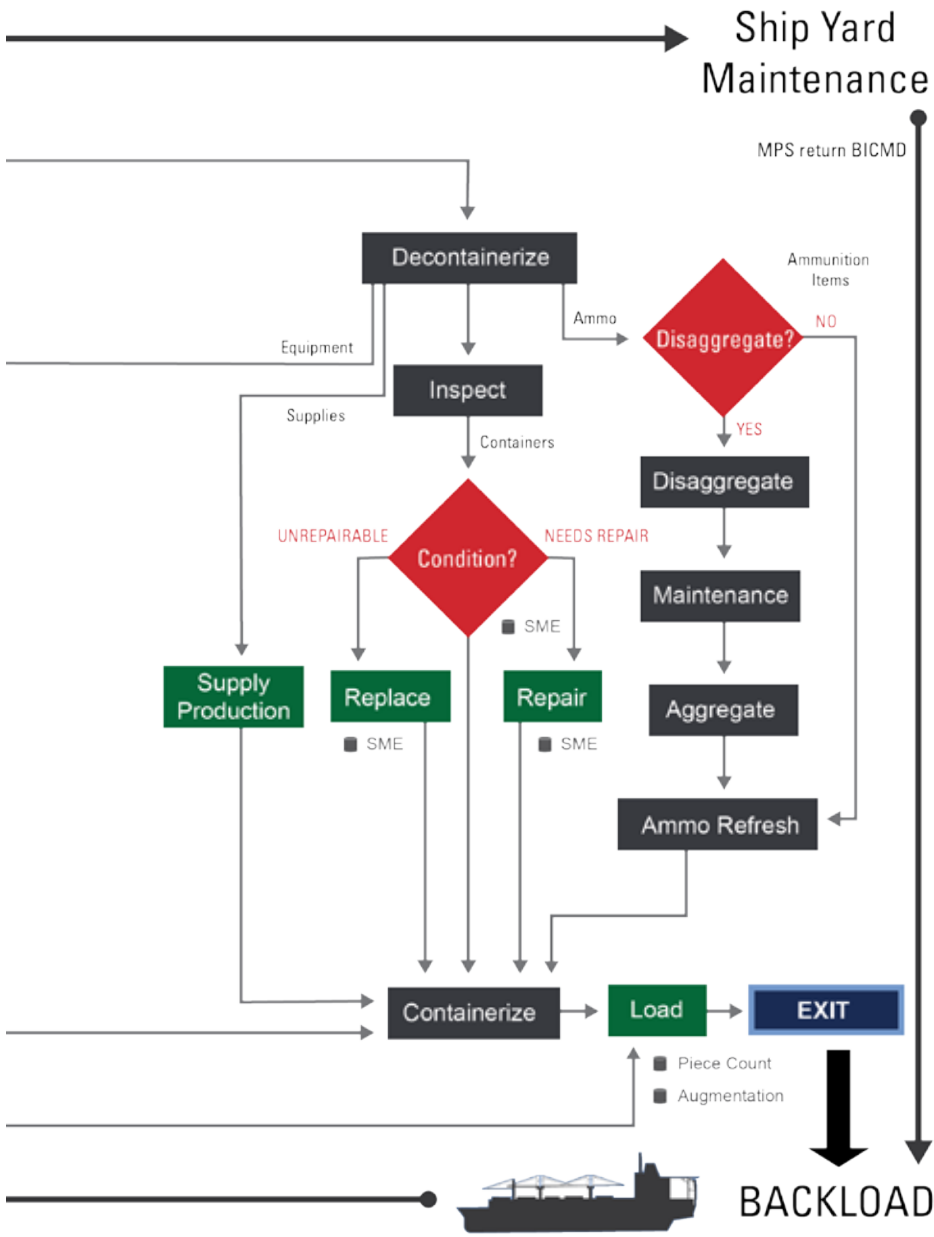 Ship Yard
Maintenance
MPS return BICMD
Decontainerize
Ammunition
Items
Ammo
NO
Disaggregate?
Equipment
Inspect
Supplies
YES
Containers
Disaggregate
UNREPAIRABLE
NEEDS REPAIR
Condition?
Maintenance
SME
Supply
Production
Replace
Repair
Aggregate
SME
SME
Ammo Refresh
Containerize
Load
EXIT
Piece Count
Augmentation
BACKLOAD